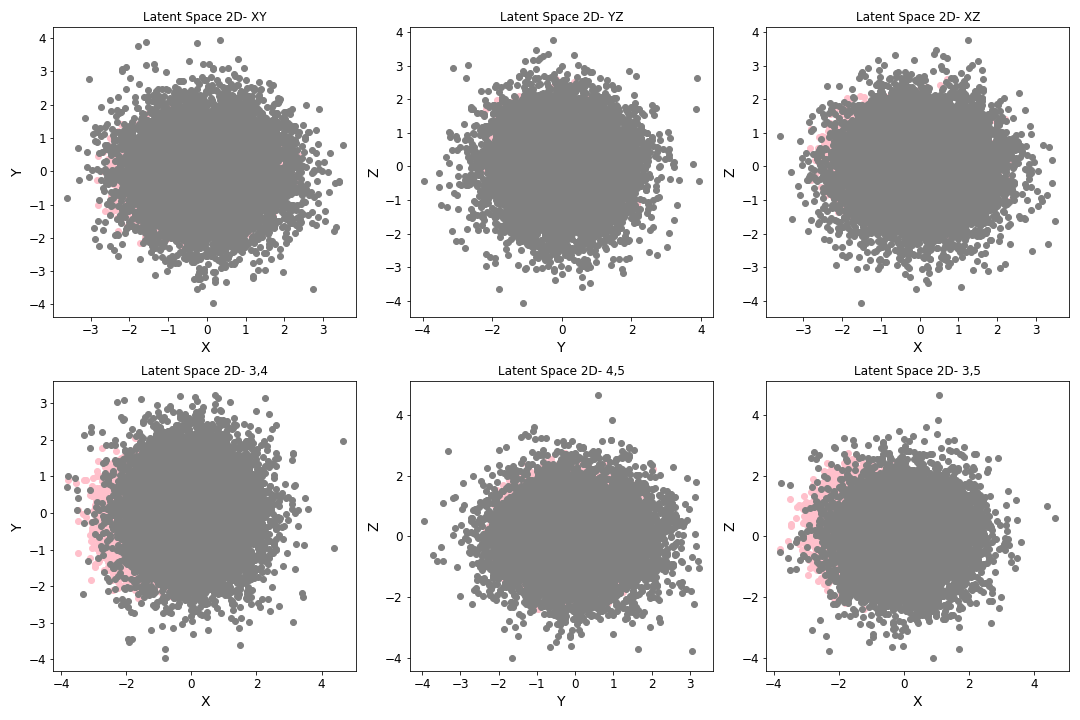 Latent Space 2D- XY
Latent Space 2D- YZ
Latent Space 2D- XZ
4
3
2
1
0
−1
−2
−3
−4
Y
−3 −2 −1 0 1 2 3
X
4
3
2
1
0
−1
−2
−3
−4
Z
−4 −2 0 2 4
Y
4
3
2
1
0
−1
−2
−3
−4
Z
−3 −2 −1 0 1 2 3
X
Latent Space 2D- 3,4
Latent Space 2D- 4,5
Latent Space 2D- 3,5
3
2
1
0
−1
−2
−3
−4
Y
−4 −2 0 2 4
X
4
2
0
−2
−4
Z
−4 −3 −2 −1 0 1 2 3
Y
4
2
0
−2
−4
Z
−4 −2 0 2 4
X